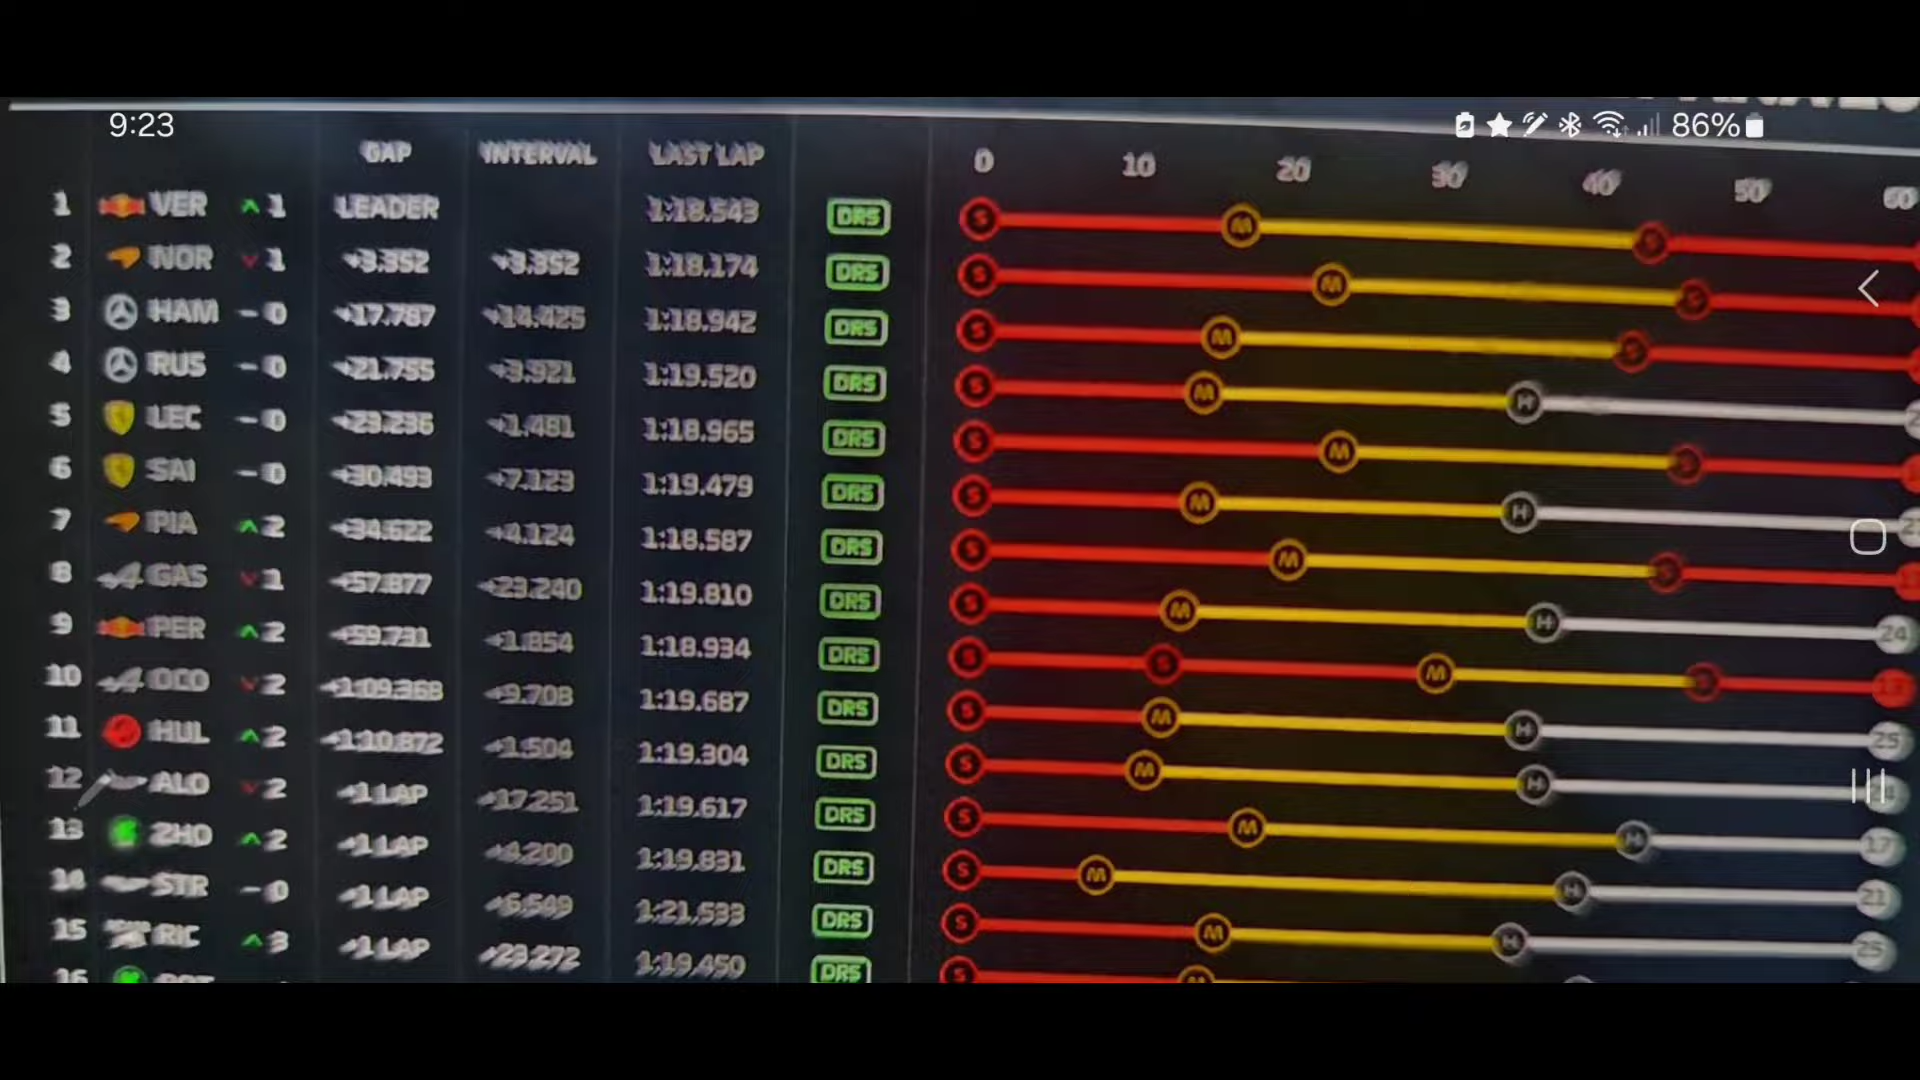 9:23
86%
GAP INTERVAL LAST LAP 0 10 20 30 40 50 60
1 VER 1 LEADER 1:18.543 DRS S M S
2 NOR 1 +3.352 +3.352 1:18.174 DRS S M S
3 HAM - 0 +17.787 +14.425 1:18.942 DRS S M S
4 RUS - 0 +21.755 +3.921 1:19.520 DRS S M H
5 LEC - 0 +23.236 +1.481 1:18.965 DRS S M S
6 SAI - 0 +30.493 +7.123 1:19.479 DRS S M H
7 PIA 2 +34.622 +4.124 1:18.587 DRS S M S
8 GAS 1 +57.877 +23.240 1:19.810 DRS S M H 24
9 PER 2 +59.731 +1.854 1:18.934 DRS S S M S
10 OCO 2 +1:09.368 +9.708 1:19.687 DRS S M H 25
11 HUL 2 +1:10.872 +1.504 1:19.304 DRS S M H
12 ALO 2 +1 LAP +17.251 1:19.617 DRS S M H 17
13 ZHO 2 +1 LAP +4.200 1:19.831 DRS S M H 21
14 STR - 0 +1 LAP +6.549 1:21.533 DRS S M H 25
15 RIC 3 +1 LAP +23.272 1:19.450 DRS S M
16